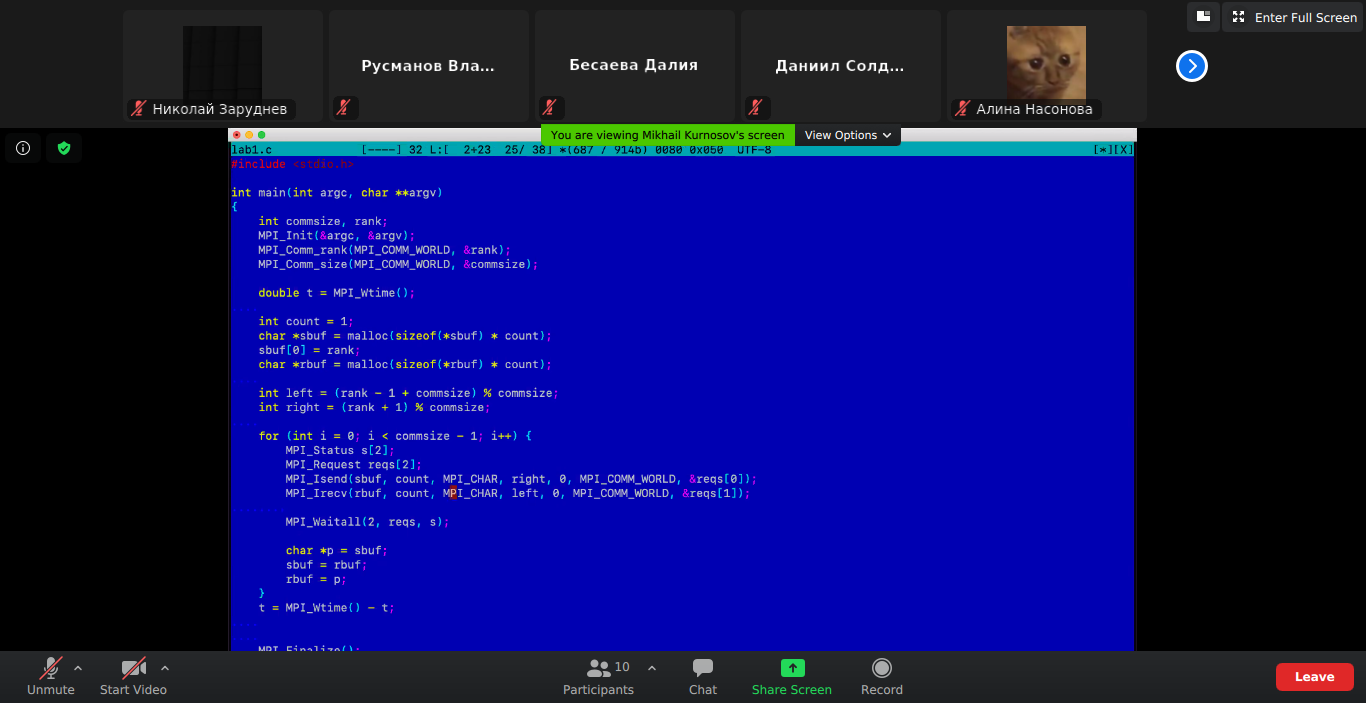 Enter Full Screen
Николай Заруднев
Русманов Вла...
Бесаева Далия
Даниил Солд...
Алина Насонова
You are viewing Mikhail Kurnosov's screen
View Options
lab1.c [----] 32 L:[ 2+23 25/ 38] *(687 / 914b) 0080 0x050 UTF-8 [*][X]
#include <stdio.h>
int main(int argc, char **argv)
{
int commsize, rank;
MPI_Init(&argc, &argv);
MPI_Comm_rank(MPI_COMM_WORLD, &rank);
MPI_Comm_size(MPI_COMM_WORLD, &commsize);
double t = MPI_Wtime();
int count = 1;
char *sbuf = malloc(sizeof(*sbuf) * count);
sbuf[0] = rank;
char *rbuf = malloc(sizeof(*rbuf) * count);
int left = (rank - 1 + commsize) % commsize;
int right = (rank + 1) % commsize;
for (int i = 0; i < commsize - 1; i++) {
MPI_Status s[2];
MPI_Request reqs[2];
MPI_Isend(sbuf, count, MPI_CHAR, right, 0, MPI_COMM_WORLD, &reqs[0]);
MPI_Irecv(rbuf, count, MPI_CHAR, left, 0, MPI_COMM_WORLD, &reqs[1]);
MPI_Waitall(2, reqs, s);
char *p = sbuf;
sbuf = rbuf;
rbuf = p;
}
t = MPI_Wtime() - t;
MPI_Finalize();
Unmute
Start Video
10
Participants
Chat
Share Screen
Record
Leave